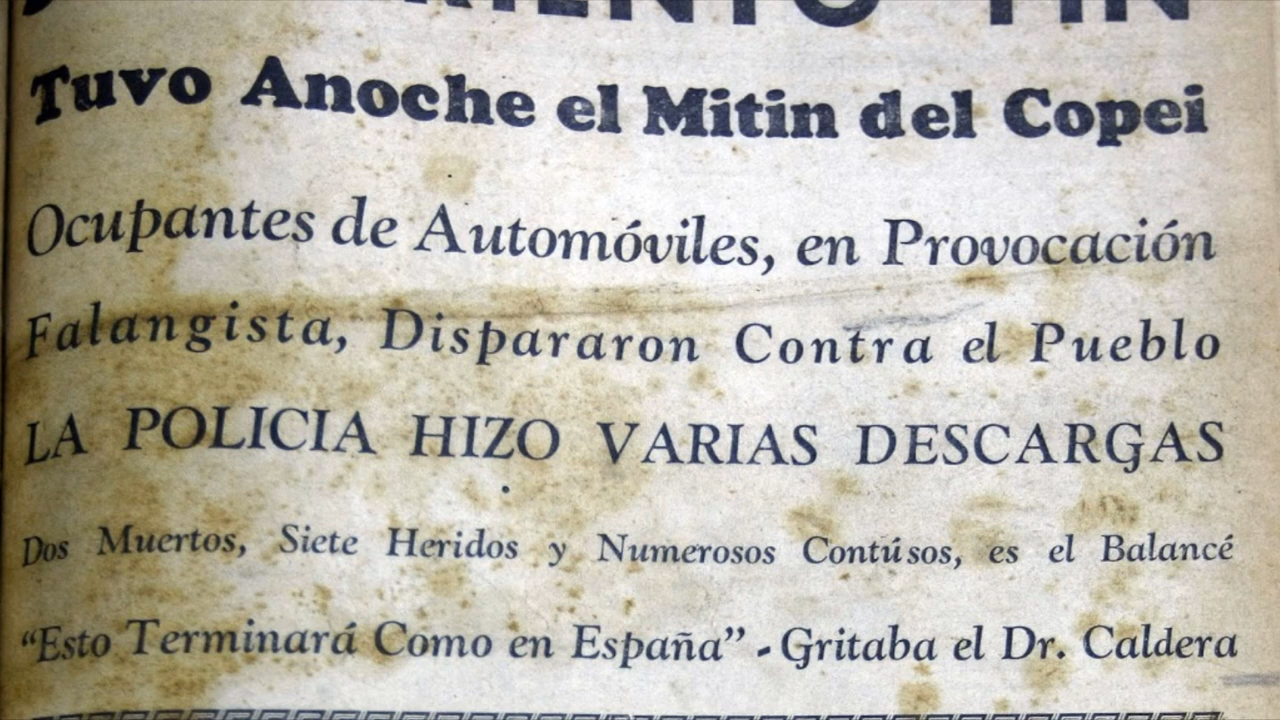 Tuvo Anoche el Mitin del Copei
Ocupantes de Automóviles, en Provocación
Falangista, Dispararon Contra el Pueblo
LA POLICIA HIZO VARIAS DESCARGAS
Dos Muertos, Siete Heridos y Numerosos Contúsos, es el Balancé
“Esto Terminará Como en España” - Gritaba el Dr. Caldera